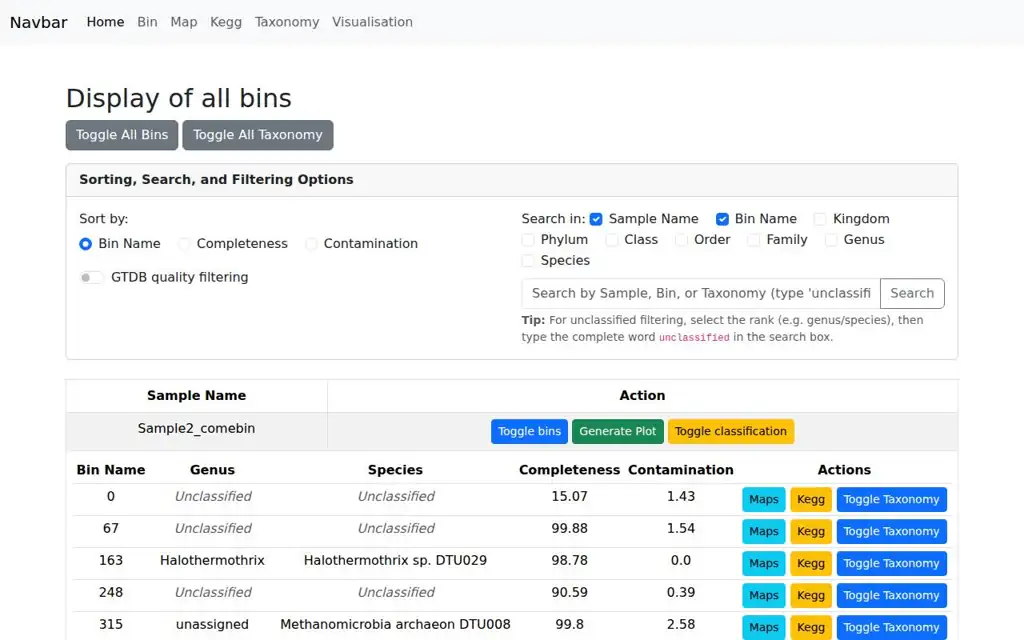 Navbar Home Bin Map Kegg Taxonomy Visualisation
Display of all bins
Toggle All Bins Toggle All Taxonomy
Sorting, Search, and Filtering Options
Sort by:
Bin Name Completeness Contamination
GTDB quality filtering
Search in: Sample Name Bin Name Kingdom
Phylum Class Order Family Genus
Species
Search by Sample, Bin, or Taxonomy (type 'unclassifi Search
Tip: For unclassified filtering, select the rank (e.g. genus/species), then
type the complete word unclassified in the search box.
Sample Name Action
Sample2_comebin Toggle bins Generate Plot Toggle classification
Bin Name Genus Species Completeness Contamination Actions
0 Unclassified Unclassified 15.07 1.43 Maps Kegg Toggle Taxonomy
67 Unclassified Unclassified 99.88 1.54 Maps Kegg Toggle Taxonomy
163 Halothermothrix Halothermothrix sp. DTU029 98.78 0.0 Maps Kegg Toggle Taxonomy
248 Unclassified Unclassified 90.59 0.39 Maps Kegg Toggle Taxonomy
315 unassigned Methanomicrobia archaeon DTU008 99.8 2.58 Maps Kegg Toggle Taxonomy